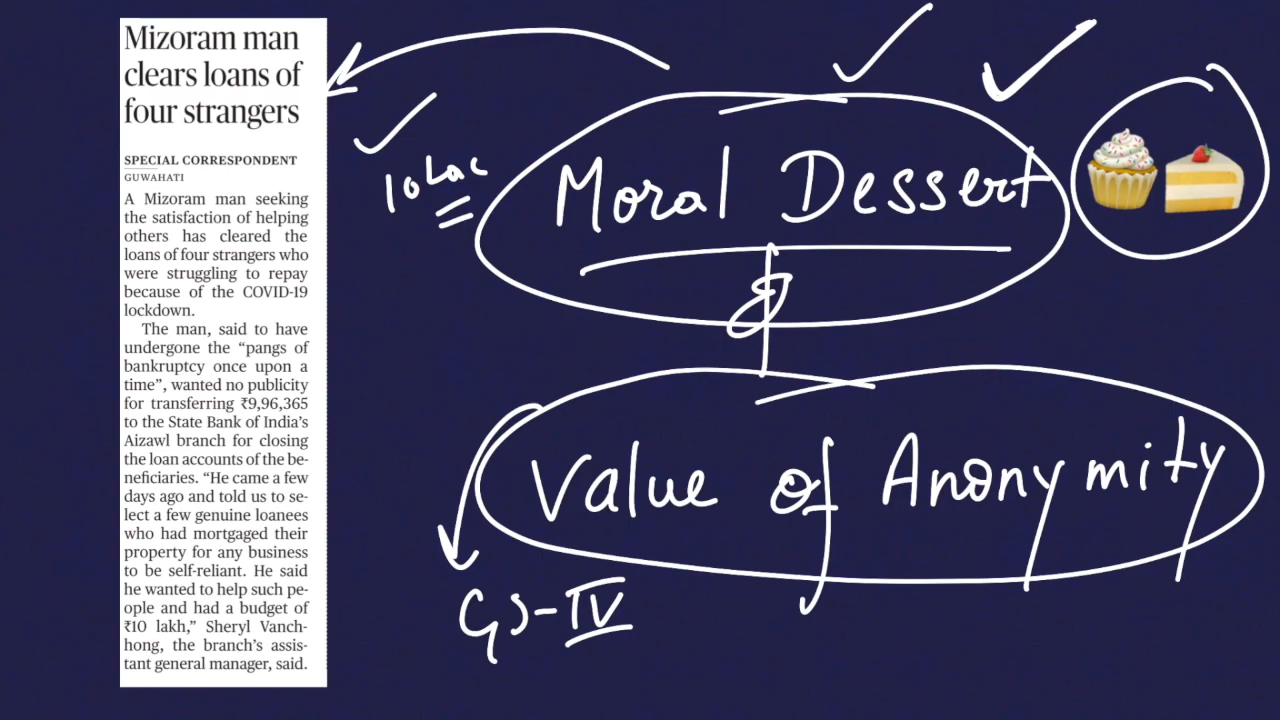 Mizoram man
clears loans of
four strangers
SPECIAL CORRESPONDENT
GUWAHATI
A Mizoram man seeking
the satisfaction of helping
others has cleared the
loans of four strangers who
were struggling to repay
because of the COVID-19
lockdown.
The man, said to have
undergone the “pangs of
bankruptcy once upon a
time”, wanted no publicity
for transferring ₹9,96,365
to the State Bank of India’s
Aizawl branch for closing
the loan accounts of the be-
neficiaries. “He came a few
days ago and told us to se-
lect a few genuine loanees
who had mortgaged their
property for any business
to be self-reliant. He said
he wanted to help such pe-
ople and had a budget of
₹10 lakh,” Sheryl Vanch-
hong, the branch’s assis-
tant general manager, said.
10 Lac
Moral Dessert
&
Value of Anonymity
GS-IV